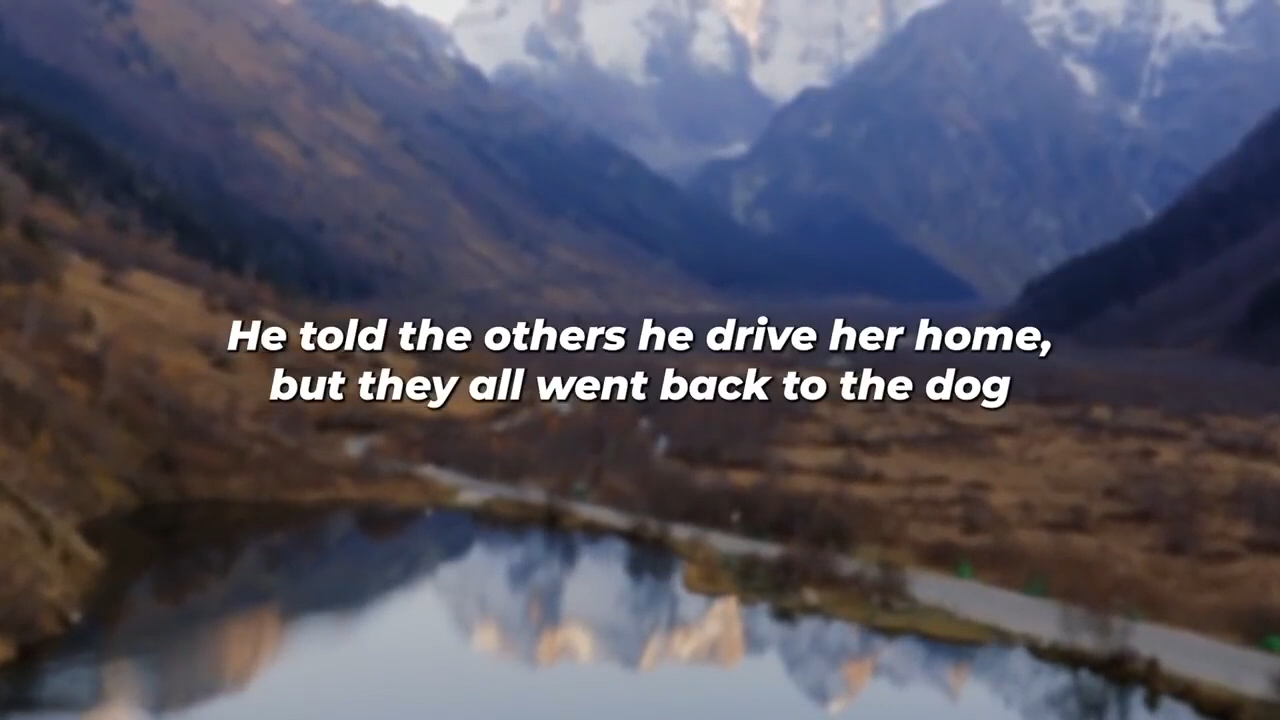 He told the others he drive her home,
but they all went back to the dog